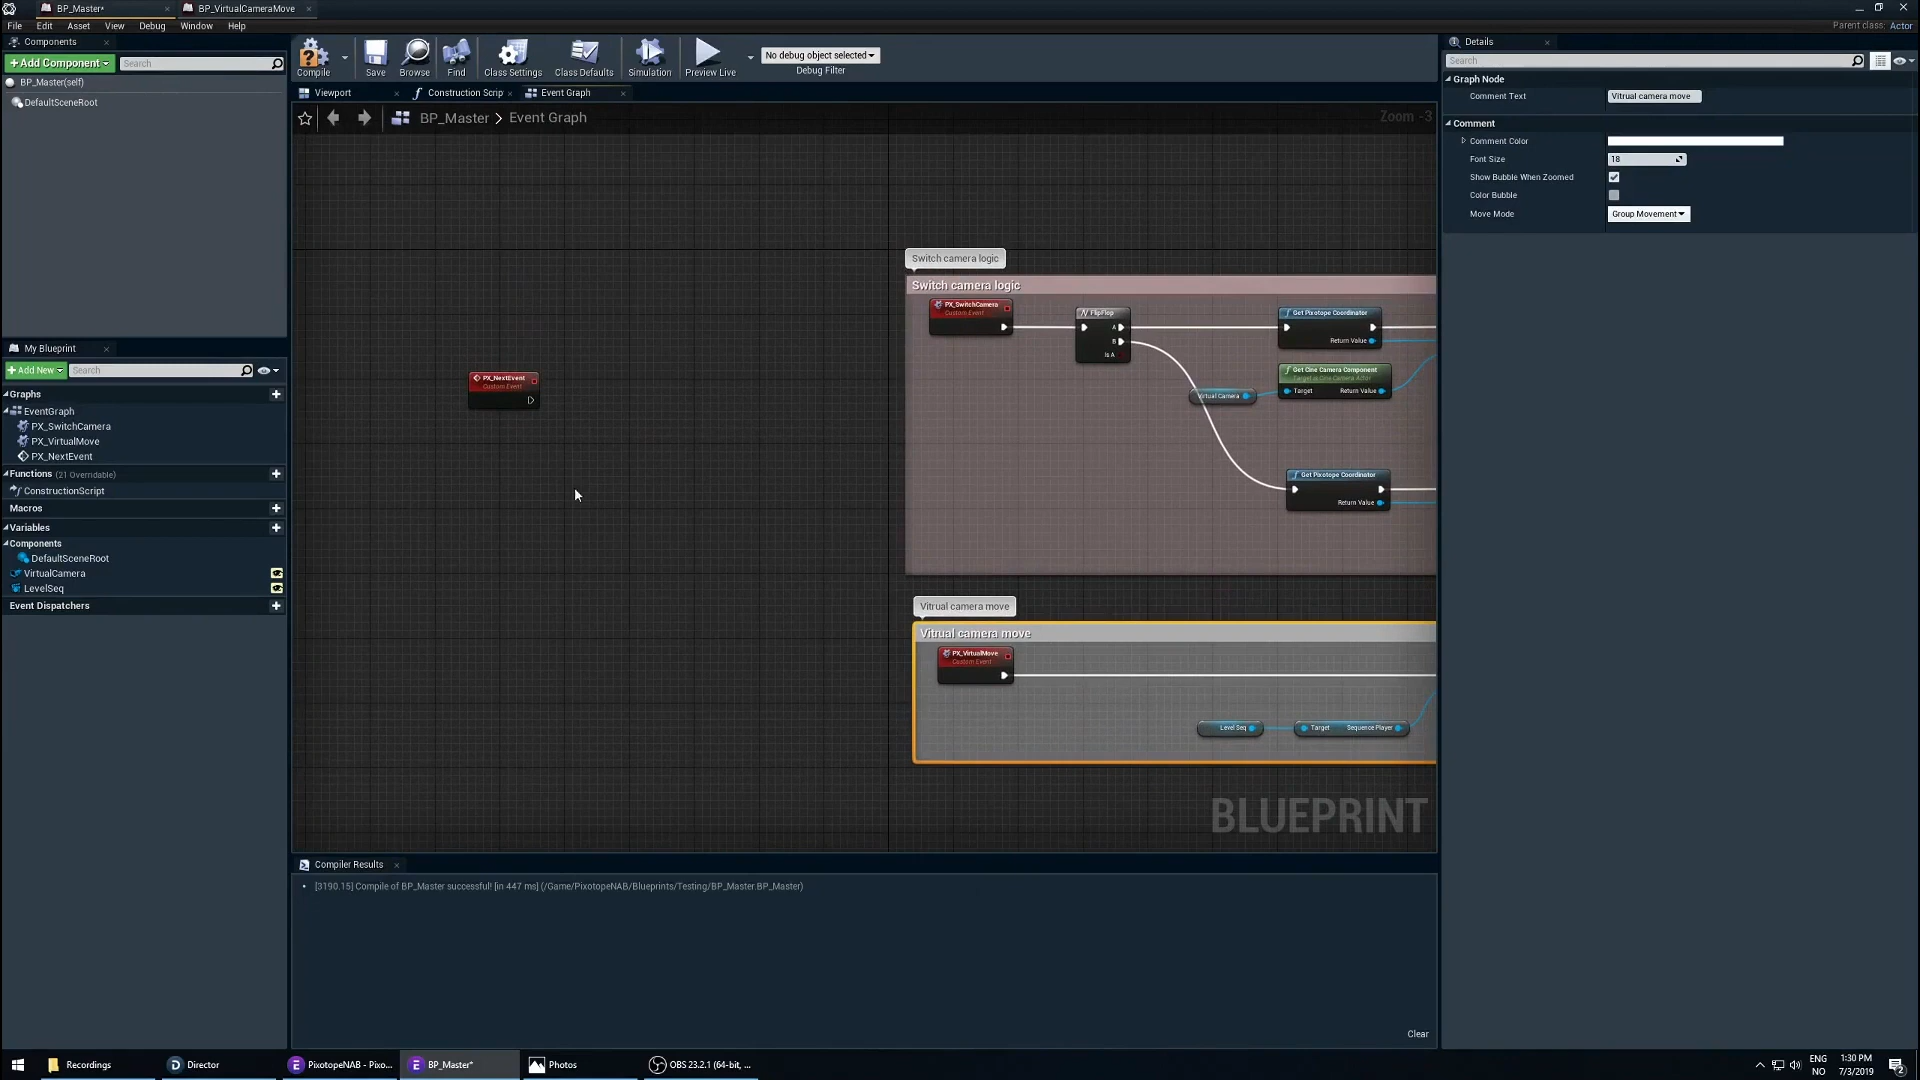 BP_Master*
BP_VirtualCameraMove
File Edit Asset View Debug Window Help
Parent class: Actor
Components
+Add Component
Search
BP_Master(self)
DefaultSceneRoot
Compile
Save
Browse
Find
Class Settings
Class Defaults
Simulation
Preview Live
No debug object selected
Debug Filter
Viewport
Construction Scrip
Event Graph
BP_Master > Event Graph
Zoom -3
Switch camera logic
Switch camera logic
PX_SwitchCamera
Custom Event
FlipFlop
A
B
Is A
Get Pixotope Coordinator
Return Value
Get Cine Camera Component
Target is Cine Camera Actor
Target
Return Value
Virtual Camera
Get Pixotope Coordinator
Return Value
PX_NextEvent
Custom Event
Vitrual camera move
Vitrual camera move
PX_VirtualMove
Custom Event
Level Seq
Target
Sequence Player
BLUEPRINT
My Blueprint
+Add New
Search
Graphs
EventGraph
PX_SwitchCamera
PX_VirtualMove
PX_NextEvent
Functions (21 Overridable)
ConstructionScript
Macros
Variables
Components
DefaultSceneRoot
VirtualCamera
LevelSeq
Event Dispatchers
Compiler Results
[3190.15] Compile of BP_Master successful! [in 447 ms] (/Game/PixotopeNAB/Blueprints/Testing/BP_Master.BP_Master)
Clear
Details
Search
Graph Node
Comment Text
Vitrual camera move
Comment
Comment Color
Font Size
18
Show Bubble When Zoomed
Color Bubble
Move Mode
Group Movement
Recordings
Director
PixotopeNAB - Pixo...
BP_Master*
Photos
OBS 23.2.1 (64-bit, ...
ENG
NO
1:30 PM
7/3/2019
2